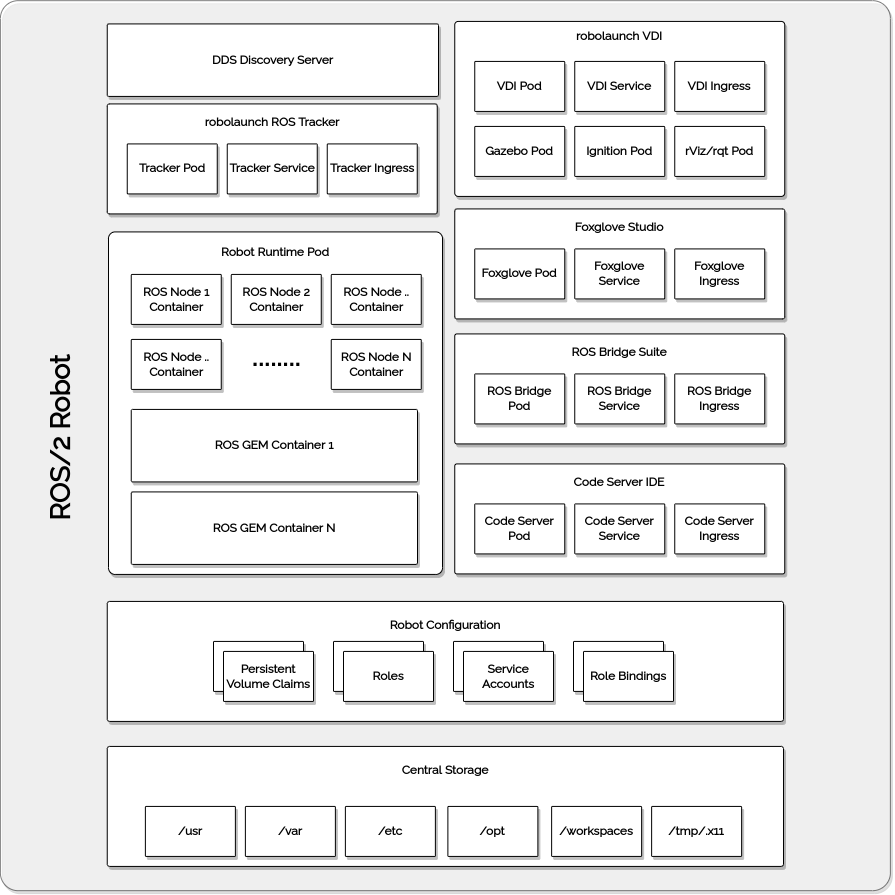 ROS/2 Robot
DDS Discovery Server
robolaunch ROS Tracker
Tracker Pod
Tracker Service
Tracker Ingress
Robot Runtime Pod
ROS Node 1
Container
ROS Node 2
Container
ROS Node ..
Container
ROS Node ..
Container
........
ROS Node N
Container
ROS GEM Container 1
ROS GEM Container N
robolaunch VDI
VDI Pod
VDI Service
VDI Ingress
Gazebo Pod
Ignition Pod
rViz/rqt Pod
Foxglove Studio
Foxglove Pod
Foxglove
Service
Foxglove
Ingress
ROS Bridge Suite
ROS Bridge
Pod
ROS Bridge
Service
ROS Bridge
Ingress
Code Server IDE
Code Server
Pod
Code Server
Service
Code Server
Ingress
Robot Configuration
Persistent
Volume Claims
Roles
Service
Accounts
Role Bindings
Central Storage
/usr
/var
/etc
/opt
/workspaces
/tmp/.x11